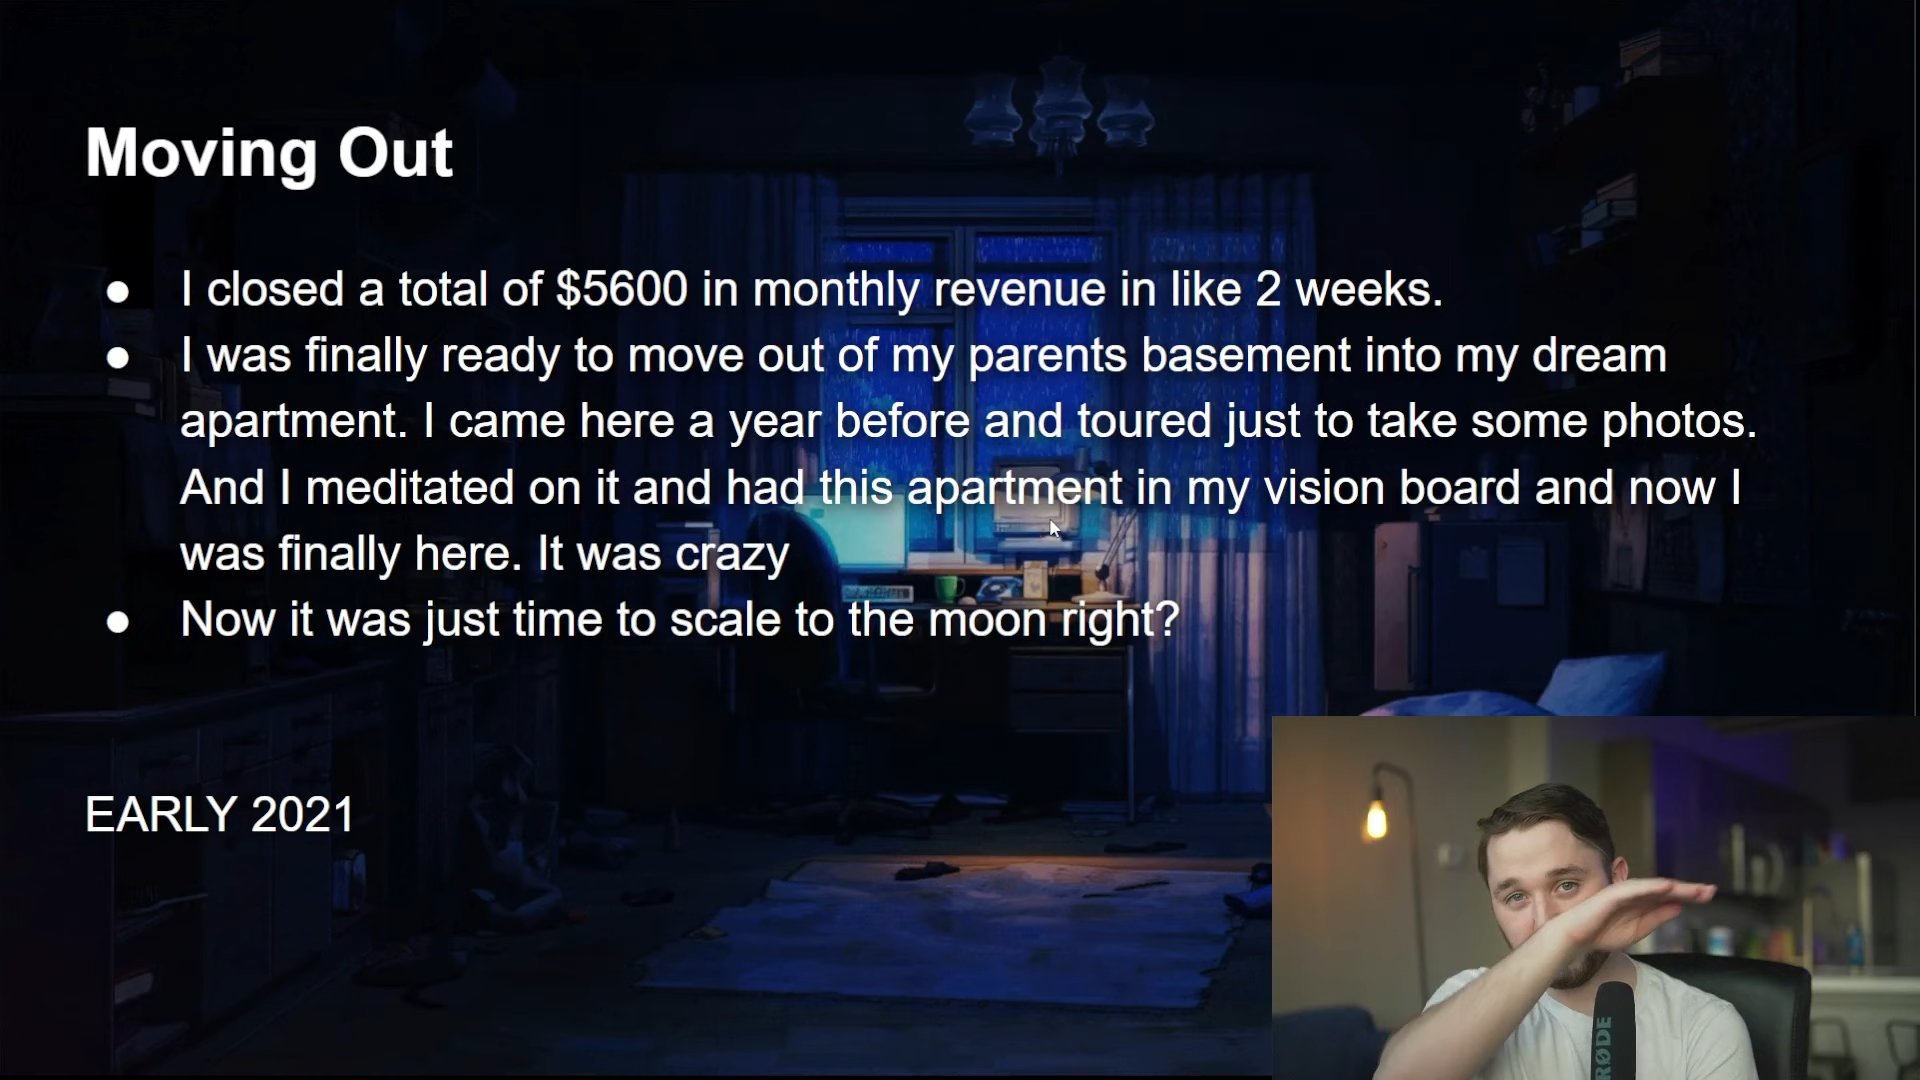 Moving Out
● I closed a total of $5600 in monthly revenue in like 2 weeks.
● I was finally ready to move out of my parents basement into my dream
apartment. I came here a year before and toured just to take some photos.
And I meditated on it and had this apartment in my vision board and now I
was finally here. It was crazy
● Now it was just time to scale to the moon right?
EARLY 2021
RØDE